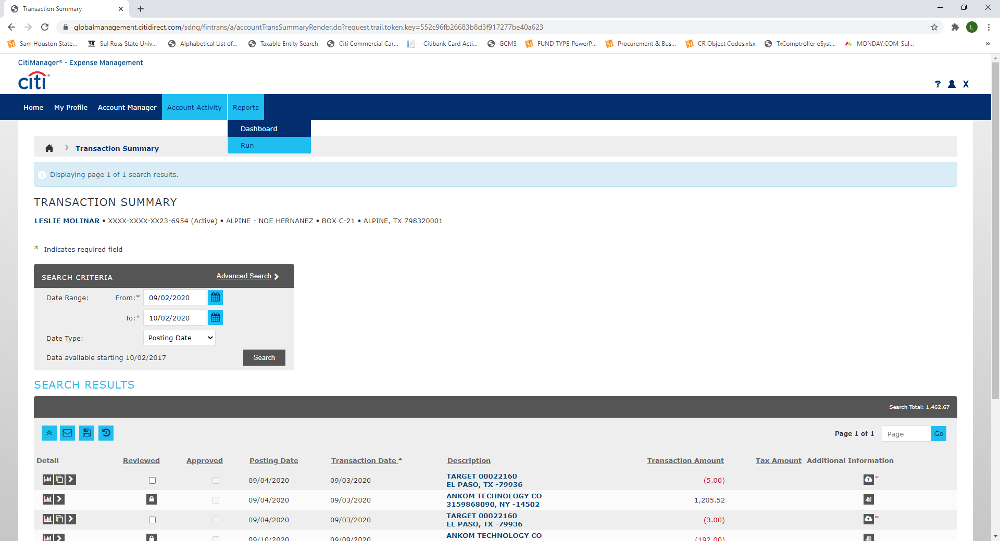 Transaction Summary
globalmanagement.citidirect.com/sdng/fintrans/a/accountTransSummaryRender.do?request.trail.token.key=552c96fb26683b8d3f917277be40a623
L
Sam Houston State... Sul Ross State Univ... Alphabetical List of... Taxable Entity Search Citi Commercial Car... - Citibank Card Acti... GCMS FUND TYPE-PowerP... Procurement & Bus... CR Object Codes.xlsx TxComptroller eSyst... MONDAY.COM-Sul... »
CitiManager® - Expense Management
citi®
? X
Home My Profile Account Manager Account Activity Reports
Dashboard
Run
Transaction Summary
Displaying page 1 of 1 search results.
TRANSACTION SUMMARY
LESLIE MOLINAR • XXXX-XXXX-XX23-6954 (Active) • ALPINE - NOE HERNANEZ • BOX C-21 • ALPINE, TX 798320001
* Indicates required field
SEARCH CRITERIA Advanced Search
Date Range: From:* 09/02/2020
To:* 10/02/2020
Date Type: Posting Date
Data available starting 10/02/2017 Search
SEARCH RESULTS
Search Total: 1,462.67
Page 1 of 1 Page Go
Detail Reviewed Approved Posting Date Transaction Date Description Transaction Amount Tax Amount Additional Information
09/04/2020 09/03/2020 TARGET 00022160 (5.00) *
EL PASO, TX -79936
09/04/2020 09/03/2020 ANKOM TECHNOLOGY CO 1,205.52
3159868090, NY -14502
09/04/2020 09/03/2020 TARGET 00022160 (3.00) *
EL PASO, TX -79936
09/10/2020 09/09/2020 ANKOM TECHNOLOGY CO (192.00)